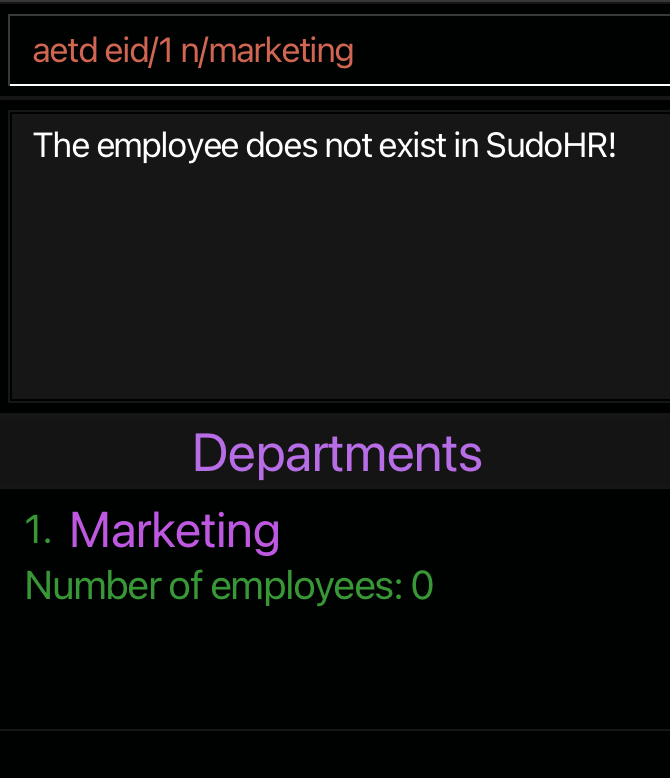 aetd eid/1 n/marketing
The employee does not exist in SudoHR!
Departments
1. Marketing
Number of employees: 0